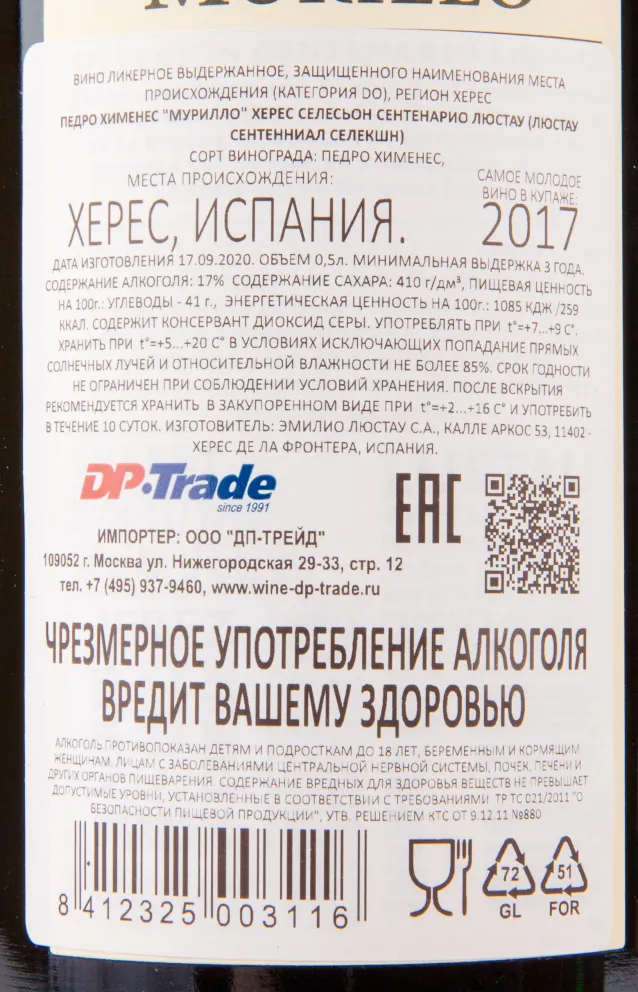 MURILLO
ВИНО ЛИКЕРНОЕ ВЫДЕРЖАННОЕ, ЗАЩИЩЕННОГО НАИМЕНОВАНИЯ МЕСТА
ПРОИСХОЖДЕНИЯ (КАТЕГОРИЯ DO), РЕГИОН ХЕРЕС
ПЕДРО ХИМЕНЕС "МУРИЛЛО" ХЕРЕС СЕЛЕСЬОН СЕНТЕНАРИО ЛЮСТАУ (ЛЮСТАУ
СЕНТЕННИАЛ СЕЛЕКШН)
СОРТ ВИНОГРАДА: ПЕДРО ХИМЕНЕС,
МЕСТА ПРОИСХОЖДЕНИЯ:
ХЕРЕС, ИСПАНИЯ.
САМОЕ МОЛОДОЕ
ВИНО В КУПАЖЕ:
2017
ДАТА ИЗГОТОВЛЕНИЯ 17.09.2020. ОБЪЕМ 0,5л. МИНИМАЛЬНАЯ ВЫДЕРЖКА 3 ГОДА.
СОДЕРЖАНИЕ АЛКОГОЛЯ: 17% СОДЕРЖАНИЕ САХАРА: 410 г/дм³, ПИЩЕВАЯ ЦЕННОСТЬ
НА 100г.: УГЛЕВОДЫ - 41 г., ЭНЕРГЕТИЧЕСКАЯ ЦЕННОСТЬ НА 100г.: 1085 КДЖ /259
ККАЛ. СОДЕРЖИТ КОНСЕРВАНТ ДИОКСИД СЕРЫ. УПОТРЕБЛЯТЬ ПРИ t°=+7...+9 C°.
ХРАНИТЬ ПРИ t°=+5...+20 C° В УСЛОВИЯХ ИСКЛЮЧАЮЩИХ ПОПАДАНИЕ ПРЯМЫХ
СОЛНЕЧНЫХ ЛУЧЕЙ И ОТНОСИТЕЛЬНОЙ ВЛАЖНОСТИ НЕ БОЛЕЕ 85%. СРОК ГОДНОСТИ
НЕ ОГРАНИЧЕН ПРИ СОБЛЮДЕНИИ УСЛОВИЙ ХРАНЕНИЯ. ПОСЛЕ ВСКРЫТИЯ
РЕКОМЕНДУЕТСЯ ХРАНИТЬ В ЗАКУПОРЕННОМ ВИДЕ ПРИ t°=+2...+16 C° И УПОТРЕБИТЬ
В ТЕЧЕНИЕ 10 СУТОК. ИЗГОТОВИТЕЛЬ: ЭМИЛИО ЛЮСТАУ С.А., КАЛЛЕ АРКОС 53, 11402 -
ХЕРЕС ДЕ ЛА ФРОНТЕРА, ИСПАНИЯ.
DP·Trade
since 1991
EAC
ИМПОРТЕР: ООО "ДП-ТРЕЙД"
109052 г. Москва ул. Нижегородская 29-33, стр. 12
тел. +7 (495) 937-9460, www.wine-dp-trade.ru
ЧРЕЗМЕРНОЕ УПОТРЕБЛЕНИЕ АЛКОГОЛЯ
ВРЕДИТ ВАШЕМУ ЗДОРОВЬЮ
АЛКОГОЛЬ ПРОТИВОПОКАЗАН ДЕТЯМ И ПОДРОСТКАМ ДО 18 ЛЕТ, БЕРЕМЕННЫМ И КОРМЯЩИМ
ЖЕНЩИНАМ, ЛИЦАМ С ЗАБОЛЕВАНИЯМИ ЦЕНТРАЛЬНОЙ НЕРВНОЙ СИСТЕМЫ, ПОЧЕК, ПЕЧЕНИ И
ДРУГИХ ОРГАНОВ ПИЩЕВАРЕНИЯ. СОДЕРЖАНИЕ ВРЕДНЫХ ДЛЯ ЗДОРОВЬЯ ВЕЩЕСТВ НЕ ПРЕВЫШАЕТ
ДОПУСТИМЫЕ УРОВНИ, УСТАНОВЛЕННЫЕ В СООТВЕТСТВИИ С ТРЕБОВАНИЯМИ ТР ТС 021/2011 "О
БЕЗОПАСНОСТИ ПИЩЕВОЙ ПРОДУКЦИИ", УТВ. РЕШЕНИЕМ КТС ОТ 9.12.11 №880
8 412325 003116
72
GL
51
FOR